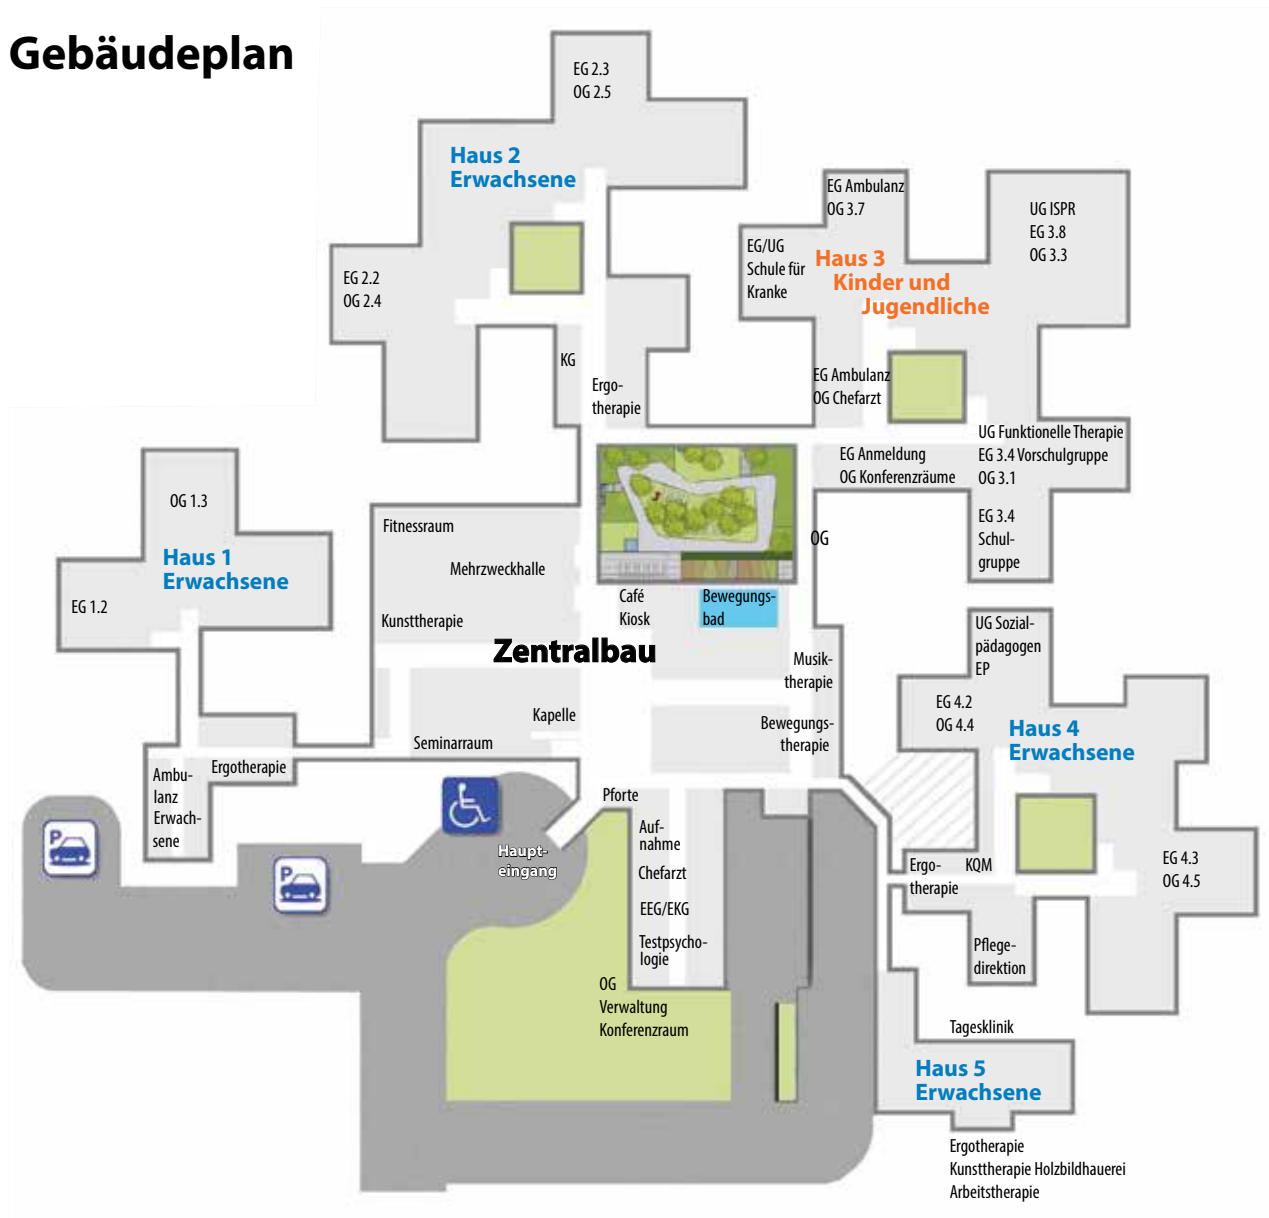 Gebäudeplan
EG 2.3
OG 2.5
Haus 2
Erwachsene
EG 2.2
OG 2.4
KG
Ergo-
therapie
EG Ambulanz
OG 3.7
UG ISPR
EG 3.8
OG 3.3
EG/UG
Schule für
Kranke
Haus 3
Kinder und
Jugendliche
EG Ambulanz
OG Chefarzt
EG Anmeldung
OG Konferenzräume
UG Funktionelle Therapie
EG 3.4 Vorschulgruppe
OG 3.1
EG 3.4
Schul-
gruppe
OG
OG 1.3
Haus 1
Erwachsene
EG 1.2
Fitnessraum
Mehrzweckhalle
Kunsttherapie
Café
Kiosk
Bewegungs-
bad
Zentralbau
Musik-
therapie
Bewegungs-
therapie
Kapelle
Seminarraum
Ergotherapie
Ambu-
lanz
Erwach-
sene
UG Sozial-
pädagogen
EP
EG 4.2
OG 4.4
Haus 4
Erwachsene
EG 4.3
OG 4.5
Ergo-
therapie
KQM
Pflege-
direktion
P
P
Haupt-
eingang
Pforte
Auf-
nahme
Chefarzt
EEG/EKG
Testpsycho-
logie
OG
Verwaltung
Konferenzraum
Tagesklinik
Haus 5
Erwachsene
Ergotherapie
Kunsttherapie Holzbildhauerei
Arbeitstherapie